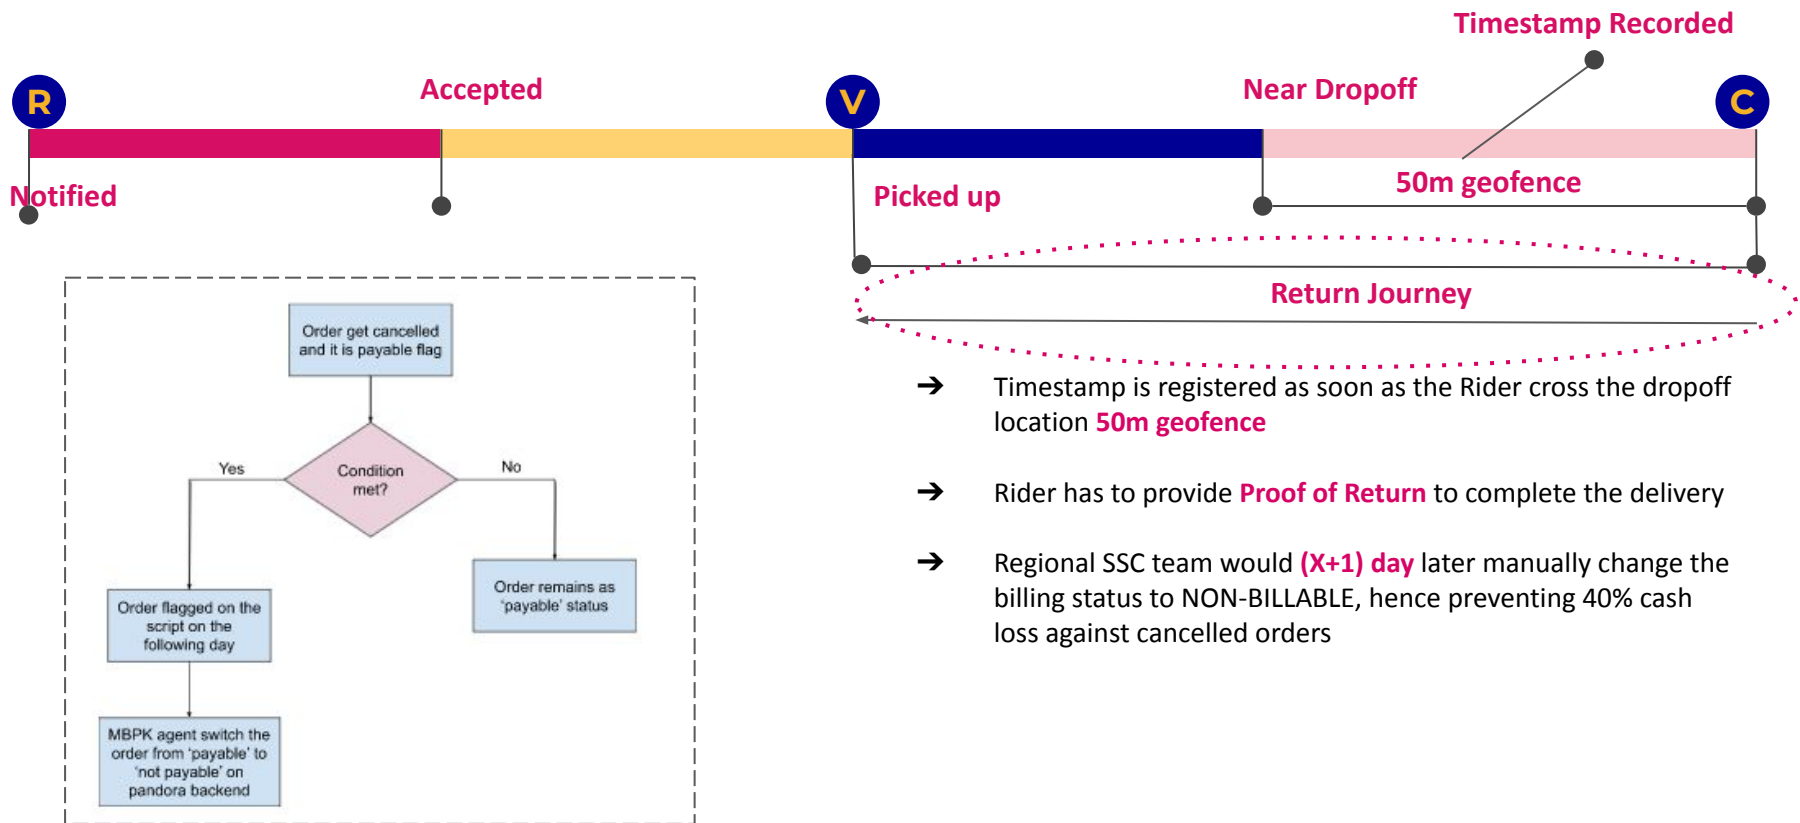 Timestamp Recorded
R
Accepted
V
Near Dropoff
C
Notified
Picked up
50m geofence
Return Journey
Order get cancelled
and it is payable flag
Condition
met?
Yes
No
Order flagged on the
script on the
following day
Order remains as
‘payable’ status
MBPK agent switch the
order from ‘payable’ to
‘not payable’ on
pandora backend
➔ Timestamp is registered as soon as the Rider cross the dropoff
location 50m geofence
➔ Rider has to provide Proof of Return to complete the delivery
➔ Regional SSC team would (X+1) day later manually change the
billing status to NON-BILLABLE, hence preventing 40% cash
loss against cancelled orders